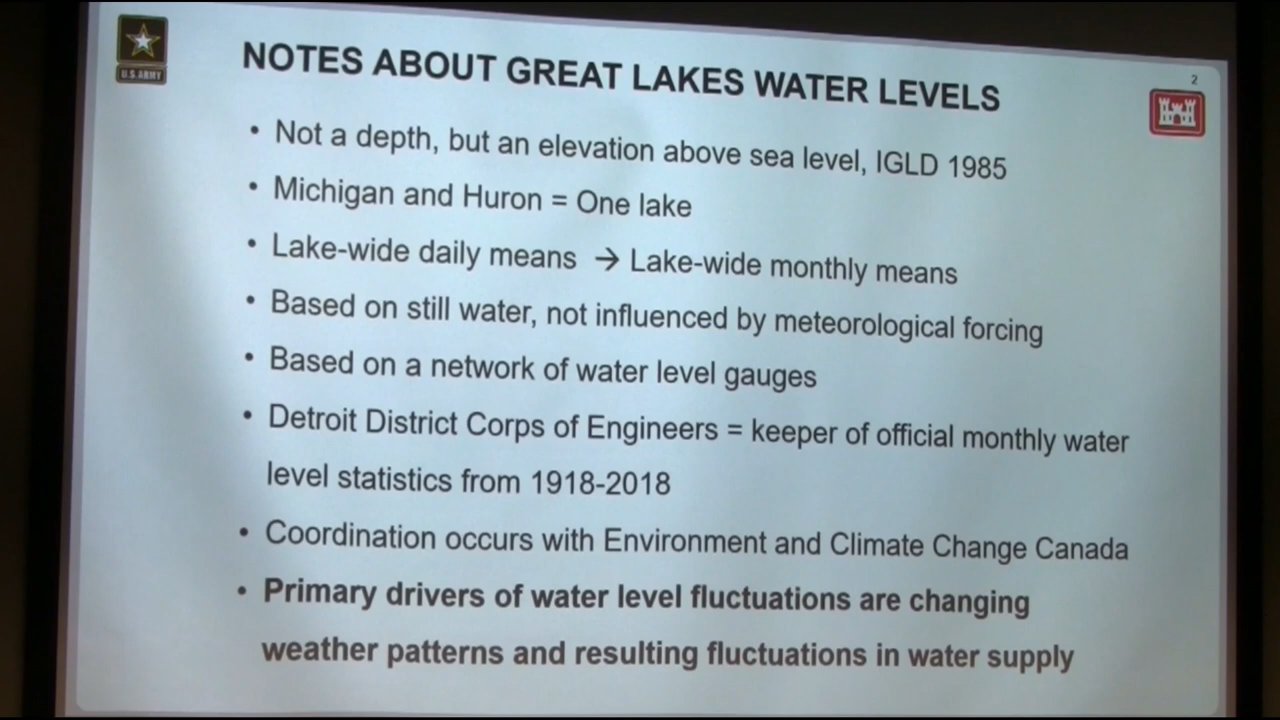 U.S. ARMY
NOTES ABOUT GREAT LAKES WATER LEVELS
2
• Not a depth, but an elevation above sea level, IGLD 1985
• Michigan and Huron = One lake
• Lake-wide daily means → Lake-wide monthly means
• Based on still water, not influenced by meteorological forcing
• Based on a network of water level gauges
• Detroit District Corps of Engineers = keeper of official monthly water
level statistics from 1918-2018
• Coordination occurs with Environment and Climate Change Canada
• Primary drivers of water level fluctuations are changing
weather patterns and resulting fluctuations in water supply